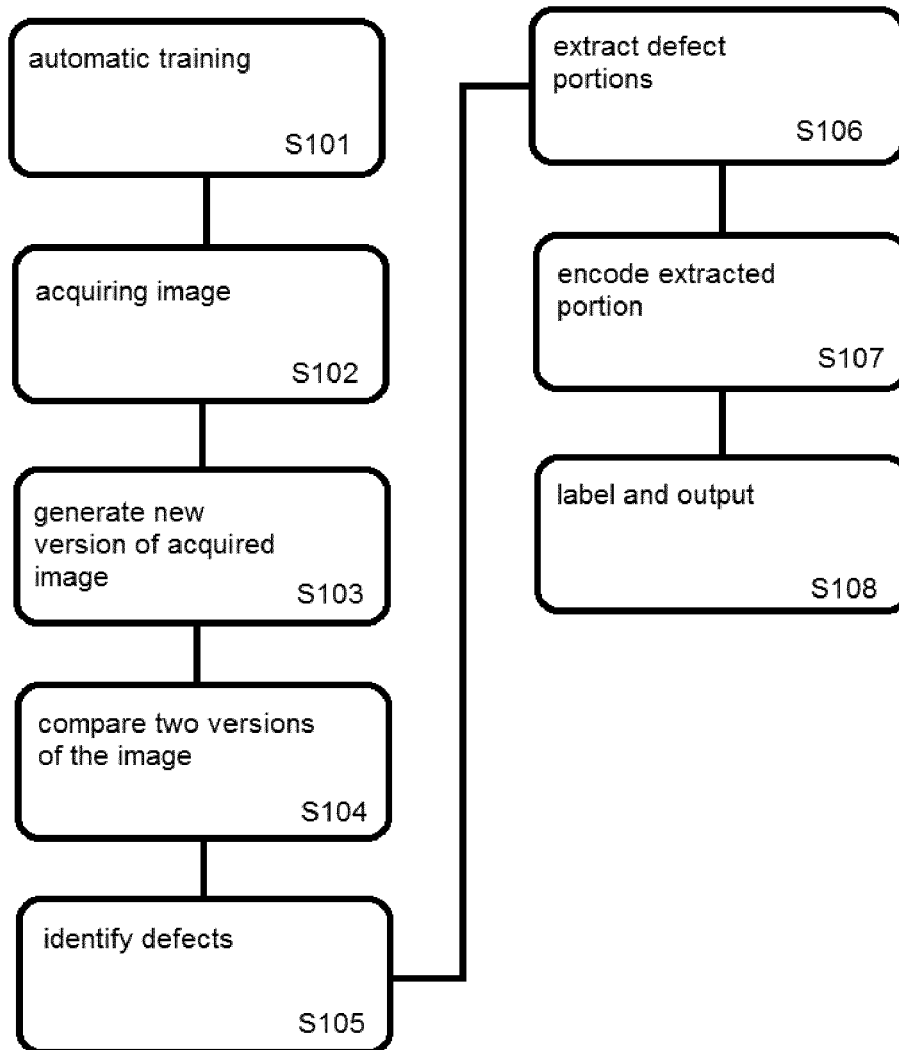 automatic training
S101
acquiring image
S102
generate new
version of acquired
image
S103
compare two versions
of the image
S104
identify defects
S105
extract defect
portions
S106
encode extracted
portion
S107
label and output
S108